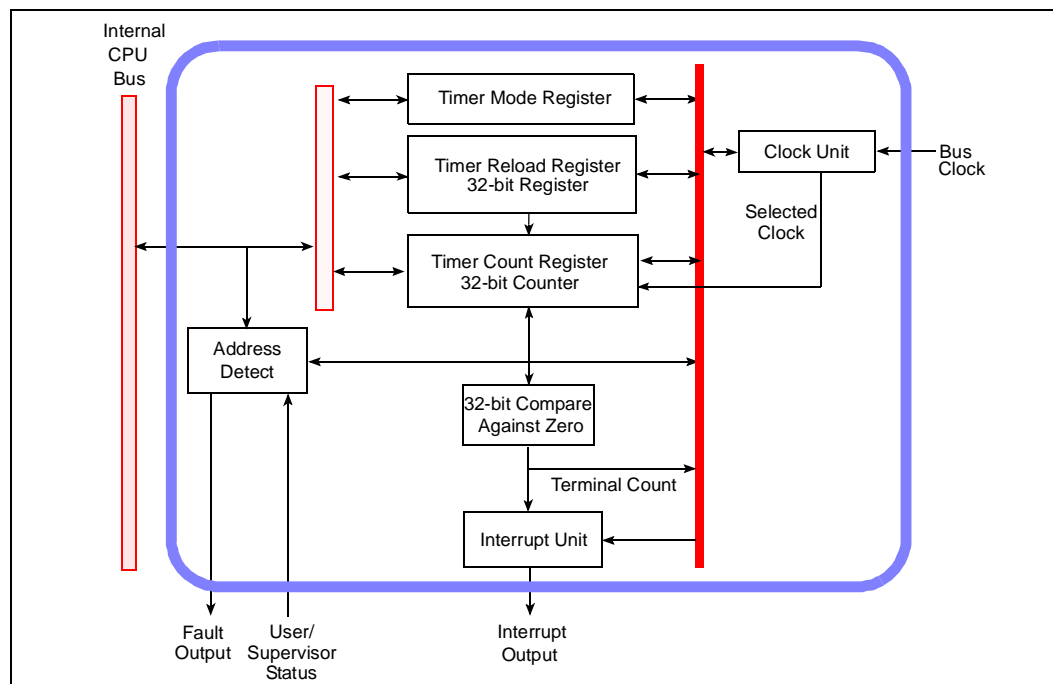 Internal
CPU
Bus
Timer Mode Register
Timer Reload Register
32-bit Register
Clock Unit
Bus
Clock
Selected
Clock
Timer Count Register
32-bit Counter
Address
Detect
32-bit Compare
Against Zero
Terminal Count
Interrupt Unit
Fault
Output
User/
Supervisor
Status
Interrupt
Output